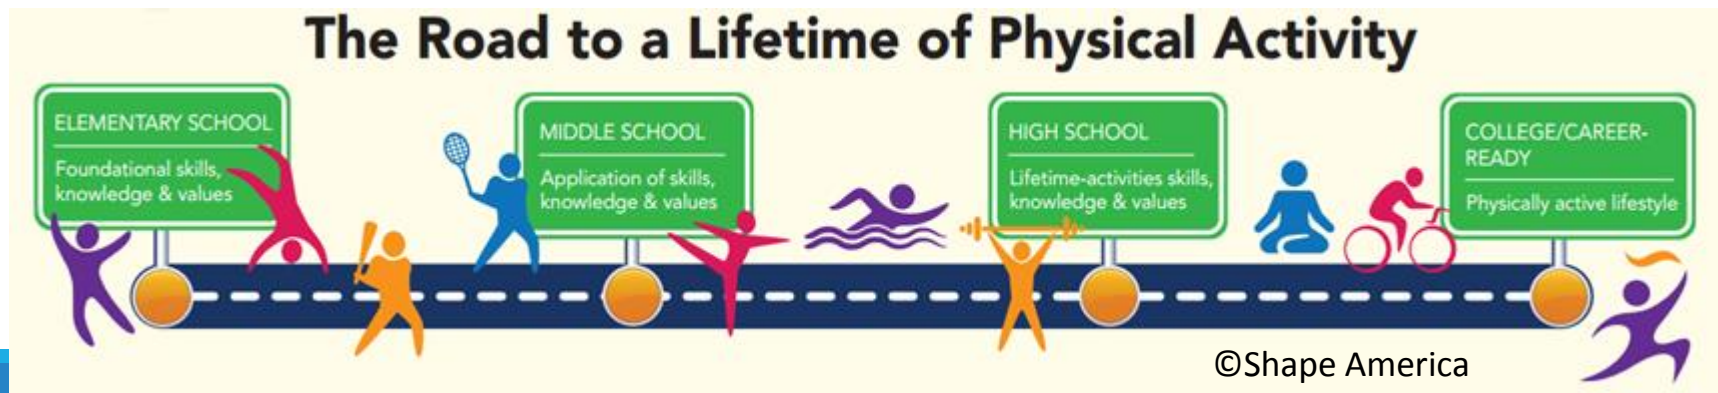 The Road to a Lifetime of Physical Activity
ELEMENTARY SCHOOL
Foundational skills,
knowledge & values
MIDDLE SCHOOL
Application of skills,
knowledge & values
HIGH SCHOOL
Lifetime-activities skills,
knowledge & values
COLLEGE/CAREER-
READY
Physically active lifestyle
©Shape America